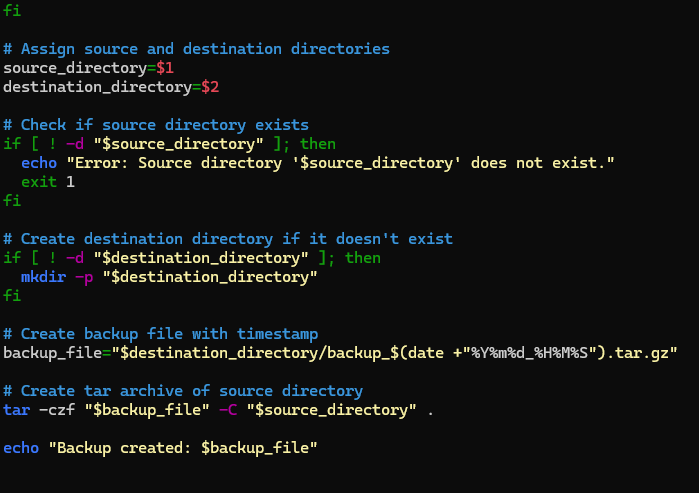 fi
# Assign source and destination directories
source_directory=$1
destination_directory=$2
# Check if source directory exists
if [ ! -d "$source_directory" ]; then
  echo "Error: Source directory '$source_directory' does not exist."
  exit 1
fi
# Create destination directory if it doesn't exist
if [ ! -d "$destination_directory" ]; then
  mkdir -p "$destination_directory"
fi
# Create backup file with timestamp
backup_file="$destination_directory/backup_$(date +"%Y%m%d_%H%M%S").tar.gz"
# Create tar archive of source directory
tar -czf "$backup_file" -C "$source_directory" .
echo "Backup created: $backup_file"